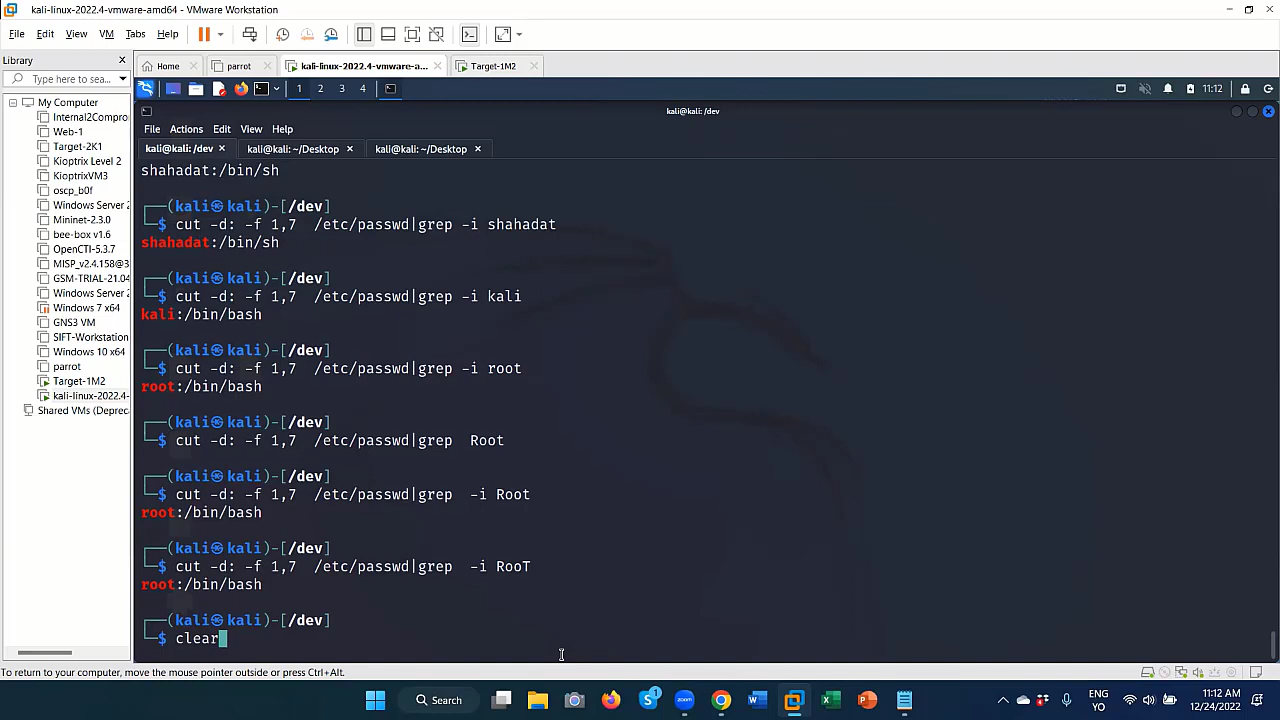 kali-linux-2022.4-vmware-amd64 - VMware Workstation
File Edit View VM Tabs Help
Library
Type here to sea...
My Computer
Internal2Compro
Web-1
Target-2K1
Kioptrix Level 2
KioptrixVM3
oscp_b0f
Windows Server 2
Mininet-2.3.0
bee-box v1.6
OpenCTI-5.3.7
MISP_v2.4.158@3
GSM-TRIAL-21.04
Windows Server 2
Windows 7 x64
GNS3 VM
SIFT-Workstation
Windows 10 x64
parrot
Target-1M2
kali-linux-2022.4-
Shared VMs (Deprec
Home parrot kali-linux-2022.4-vmware-a... Target-1M2
1 2 3 4 11:12
kali@kali: /dev
File Actions Edit View Help
kali@kali: /dev kali@kali: ~/Desktop kali@kali: ~/Desktop
shahadat:/bin/sh
(kali㉿kali)-[/dev]
$ cut -d: -f 1,7  /etc/passwd|grep -i shahadat
shahadat:/bin/sh
(kali㉿kali)-[/dev]
$ cut -d: -f 1,7  /etc/passwd|grep -i kali
kali:/bin/bash
(kali㉿kali)-[/dev]
$ cut -d: -f 1,7  /etc/passwd|grep -i root
root:/bin/bash
(kali㉿kali)-[/dev]
$ cut -d: -f 1,7  /etc/passwd|grep  Root
(kali㉿kali)-[/dev]
$ cut -d: -f 1,7  /etc/passwd|grep  -i Root
root:/bin/bash
(kali㉿kali)-[/dev]
$ cut -d: -f 1,7  /etc/passwd|grep  -i RooT
root:/bin/bash
(kali㉿kali)-[/dev]
$ clear
To return to your computer, move the mouse pointer outside or press Ctrl+Alt.
Search
ENG
YO
11:12 AM
12/24/2022